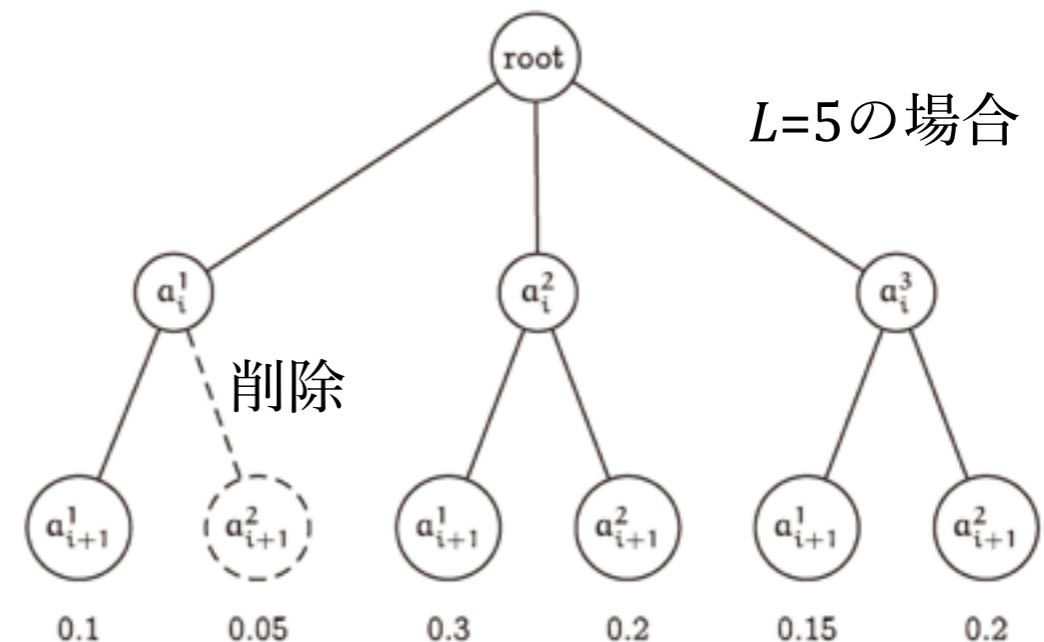 root
L=5の場合
a_i^1 a_i^2 a_i^3
削除
a_{i+1}^1 a_{i+1}^2 a_{i+1}^1 a_{i+1}^2 a_{i+1}^1 a_{i+1}^2
0.1 0.05 0.3 0.2 0.15 0.2